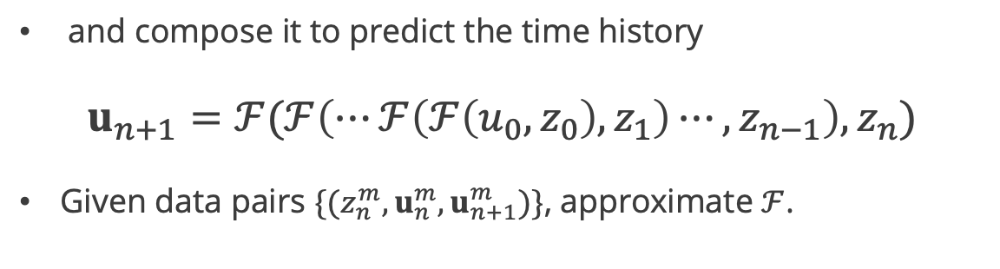 • and compose it to predict the time history
𝐮ₙ₊₁ = ℱ(ℱ(⋯ ℱ(ℱ(𝑢₀, 𝑧₀), 𝑧₁) ⋯ , 𝑧ₙ₋₁), 𝑧ₙ)
• Given data pairs {(𝑧ₙᵐ, 𝐮ₙᵐ, 𝐮ₙ₊₁ᵐ)}, approximate ℱ.